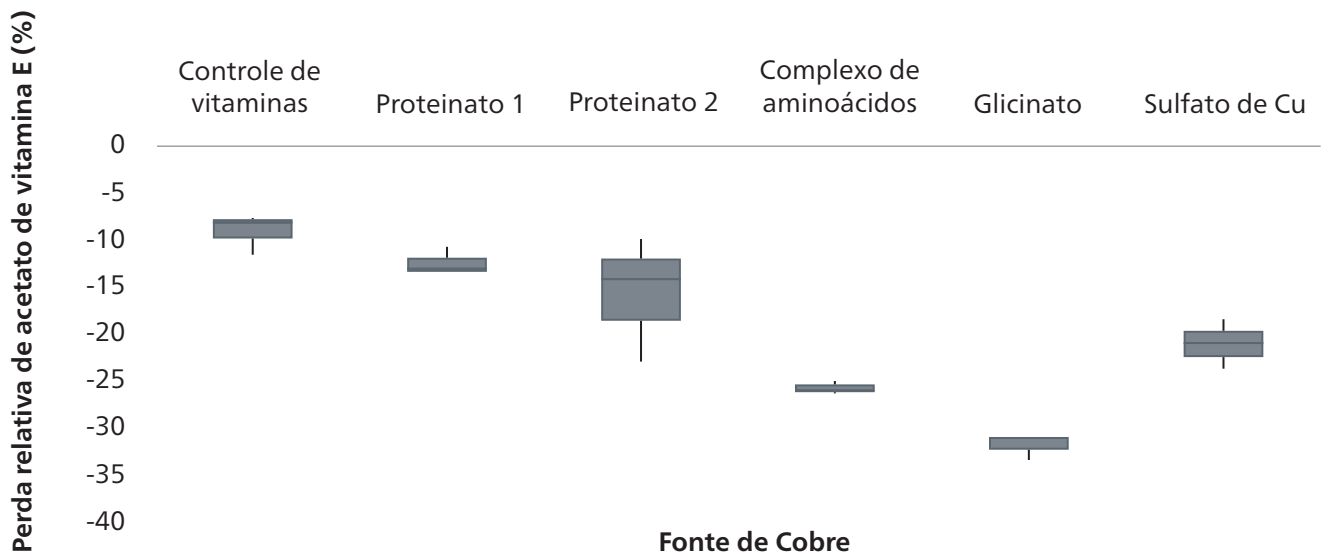 Perda relativa de acetato de vitamina E (%)
Controle de
vitaminas
Proteinato 1
Proteinato 2
Complexo de
aminoácidos
Glicinato
Sulfato de Cu
0
-5
-10
-15
-20
-25
-30
-35
-40
Fonte de Cobre